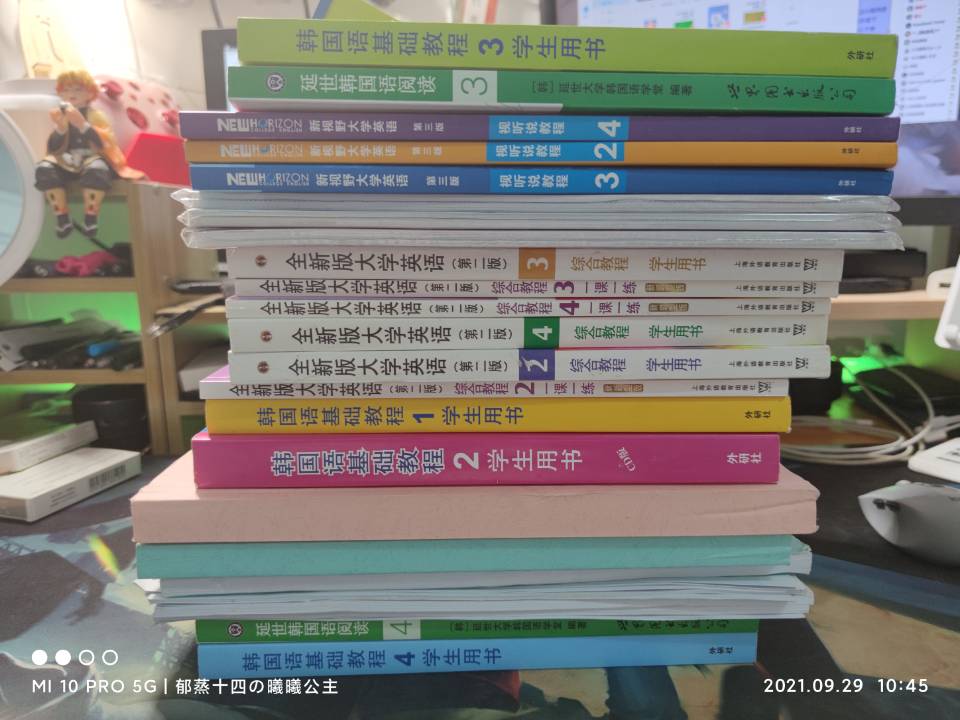 韩国语基础教程 3 学生用书 外研社
延世韩国语阅读 3 [韩] 延世大学韩国语学堂 编著 世界图书出版公司
HORIZON 新视野大学英语 第三版 视听说教程 4 外研社
HORIZON 新视野大学英语 第三版 视听说教程 2 外研社
HORIZON 新视野大学英语 第三版 视听说教程 3 外研社
全新版大学英语(第二版) 3 综合教程 学生用书 上海外语教育出版社
全新版大学英语(第二版) 综合教程3 一课一练 上海外语教育出版社
全新版大学英语(第二版) 综合教程4 一课一练 上海外语教育出版社
全新版大学英语(第二版) 4 综合教程 学生用书 上海外语教育出版社
全新版大学英语(第二版) 2 综合教程 学生用书 上海外语教育出版社
全新版大学英语(第二版) 综合教程2 一课一练 上海外语教育出版社
韩国语基础教程 1 学生用书 外研社
韩国语基础教程 2 学生用书 CD版 外研社
延世韩国语阅读 4 [韩] 延世大学韩国语学堂 编著 世界图书出版公司
韩国语基础教程 4 学生用书 外研社
MI 10 PRO 5G | 郁蒸十四の曦曦公主
2021.09.29 10:45